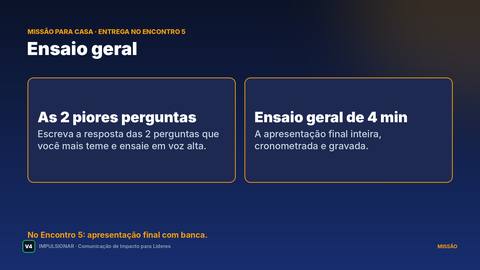 MISSÃO PARA CASA · ENTREGA NO ENCONTRO 5
Ensaio geral
As 2 piores perguntas
Escreva a resposta das 2 perguntas que
você mais teme e ensaie em voz alta.
Ensaio geral de 4 min
A apresentação final inteira,
cronometrada e gravada.
No Encontro 5: apresentação final com banca.
V4 IMPULSIONAR · Comunicação de Impacto para Líderes
MISSÃO